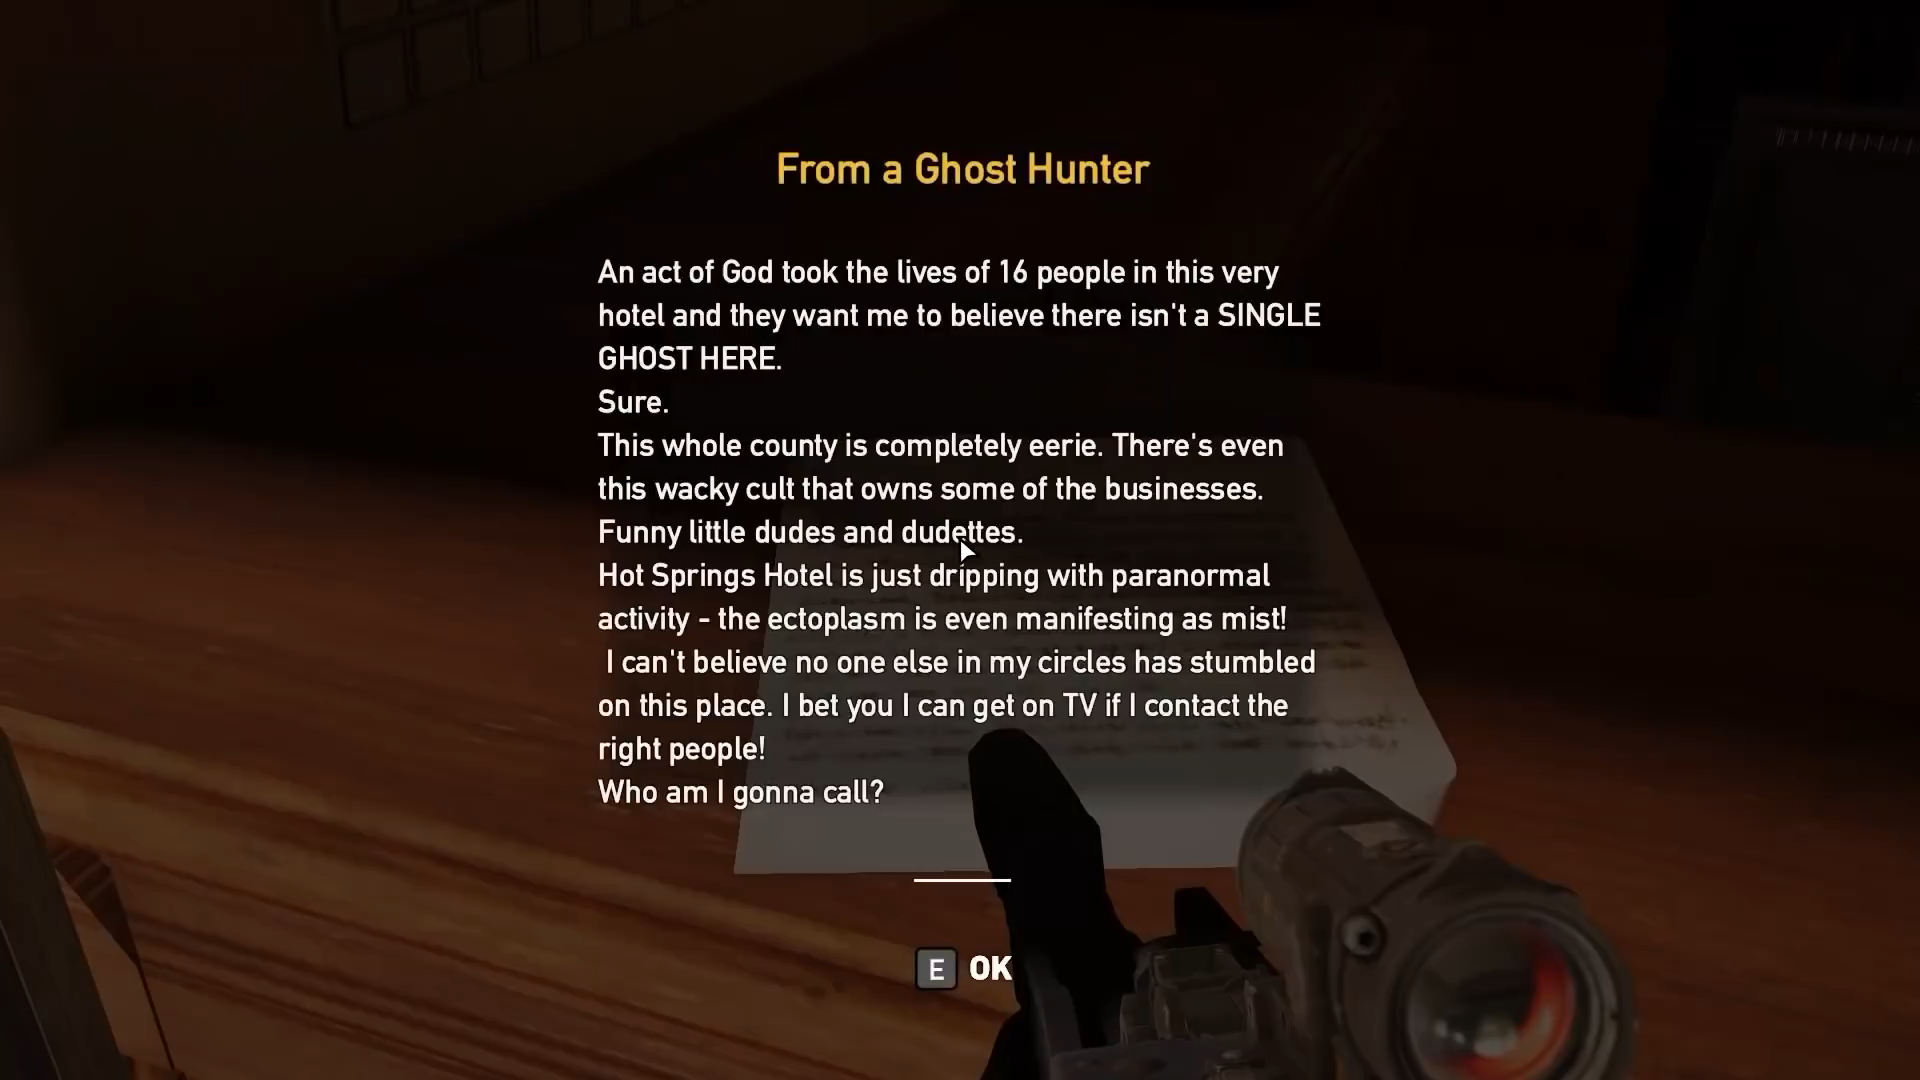 From a Ghost Hunter
An act of God took the lives of 16 people in this very
hotel and they want me to believe there isn't a SINGLE
GHOST HERE.
Sure.
This whole county is completely eerie. There's even
this wacky cult that owns some of the businesses.
Funny little dudes and dudettes.
Hot Springs Hotel is just dripping with paranormal
activity - the ectoplasm is even manifesting as mist!
I can't believe no one else in my circles has stumbled
on this place. I bet you I can get on TV if I contact the
right people!
Who am I gonna call?
E OK